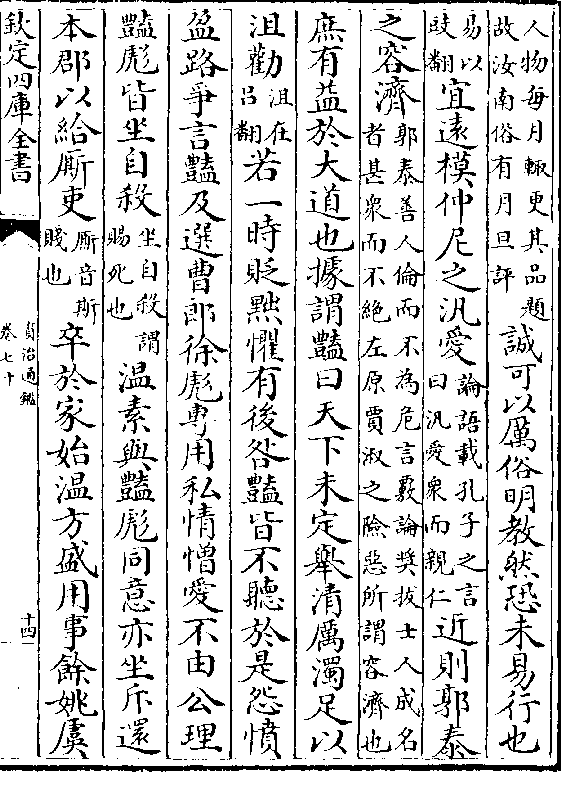 人物每月輙更其品題
故汝南俗有月旦評
誠可以厲俗明教然恐未易行也
易以
豉翻
宜遠模仲尼之汎愛
論語載孔子之言
曰汎愛衆而親仁
近則郭泰
之容濟
郭泰善人倫而不為危言覈論奬拔士人成名
者甚衆而不絶左原賈淑之險惡所謂容濟也
庶有益於大道也據謂豔曰天下未定舉清厲濁足以
沮勸
沮在
吕翻
若一時貶黜懼有後咎豔皆不聽於是怨憤
盈路爭言豔及選曹郎徐彪專用私情憎愛不由公理
豔彪皆坐自殺
坐自殺謂
賜死也
温素與豔彪同意亦坐斥還
本郡以給厮吏
厮音斯
賤也
卒於家始温方盛用事餘姚虞
欽定四庫全書
資治通鑑
卷七十
十四